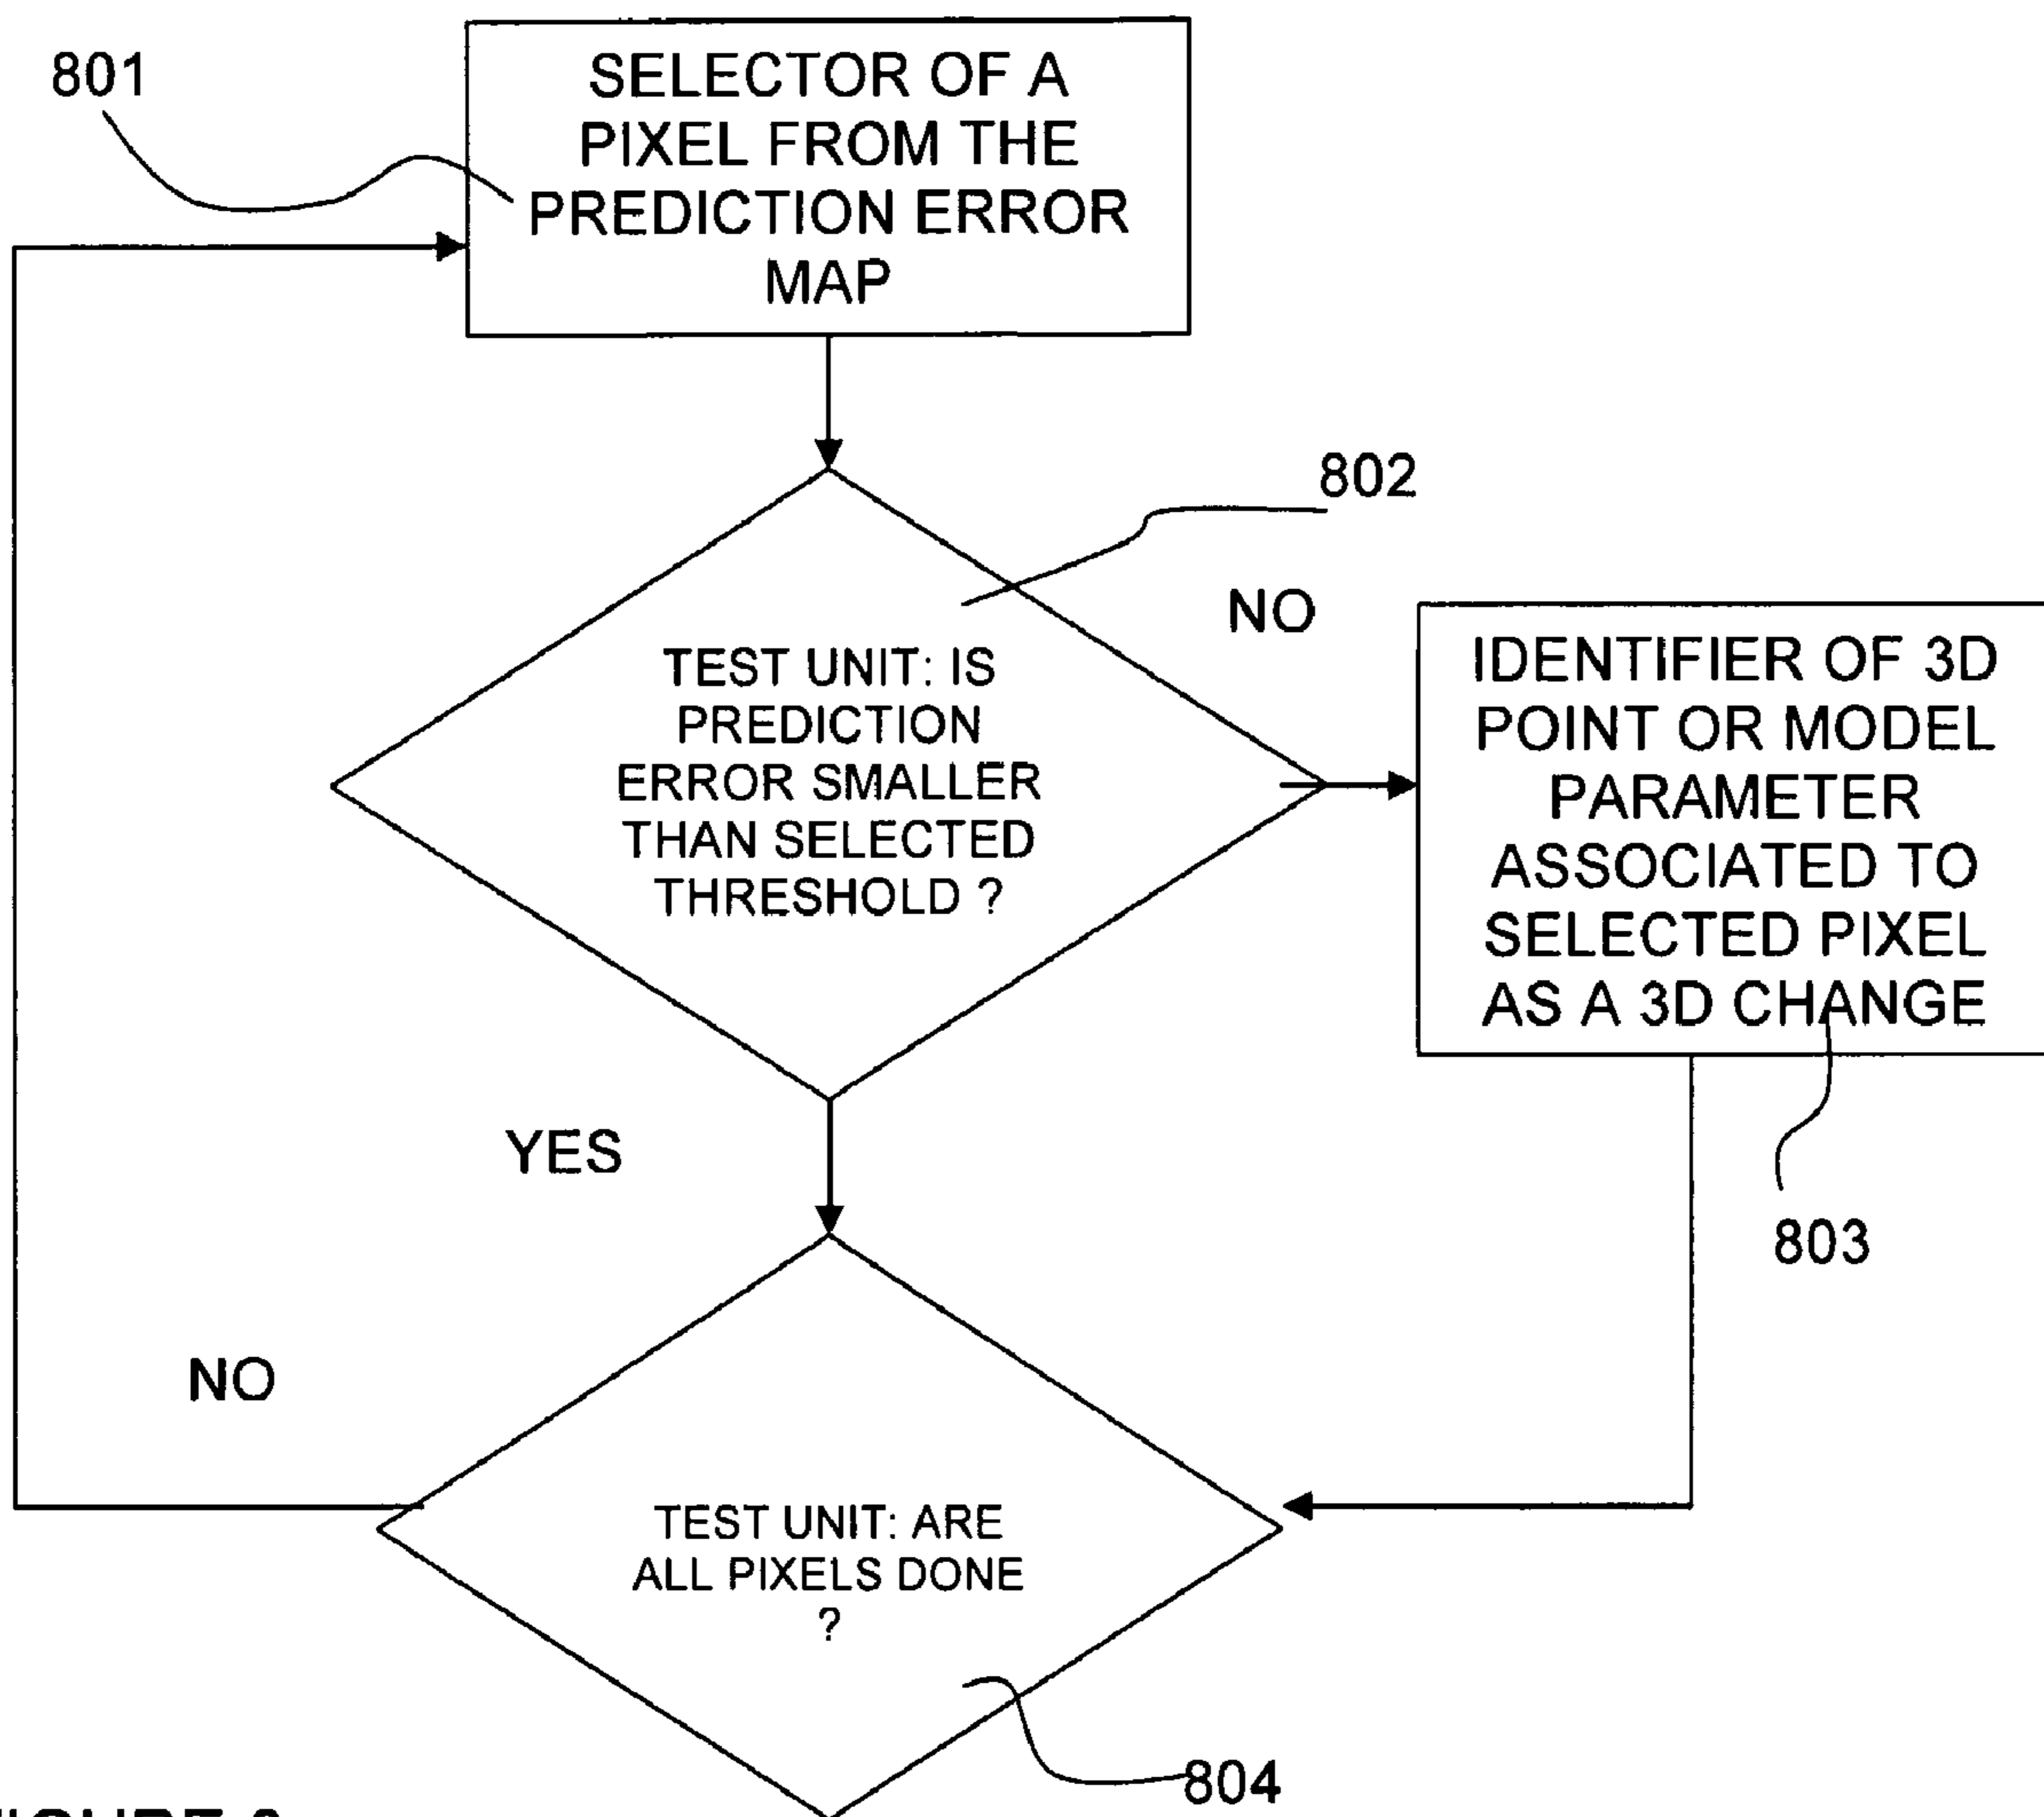 801
SELECTOR OF A
PIXEL FROM THE
PREDICTION ERROR
MAP
802
NO
TEST UNIT: IS
PREDICTION
ERROR SMALLER
THAN SELECTED
THRESHOLD ?
IDENTIFIER OF 3D
POINT OR MODEL
PARAMETER
ASSOCIATED TO
SELECTED PIXEL
AS A 3D CHANGE
YES
803
NO
TEST UNIT: ARE
ALL PIXELS DONE
?
804